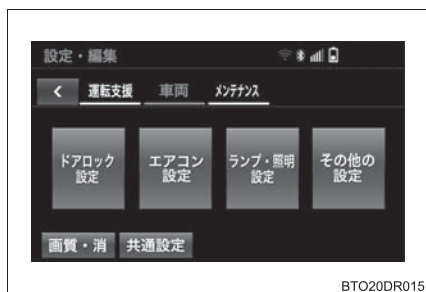 設定・編集
運転支援 車両 メンテナンス
ドアロック
設定
エアコン
設定
ランプ・照明
設定
その他の
設定
画質・消 共通設定
BTO20DR015